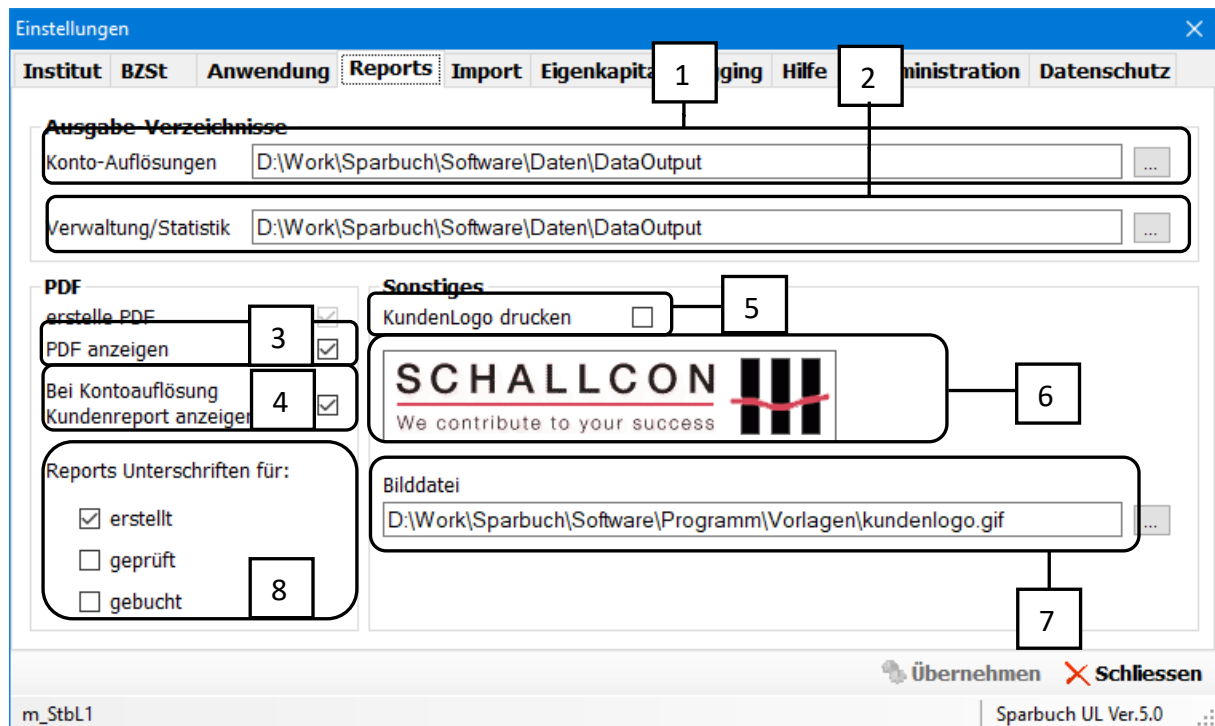 Einstellungen
Institut BZSt Anwendung Reports Import Eigenkapita ging Hilfe ministration Datenschutz
1
2
Ausgabe-Verzeichnisse
Konto-Auflösungen D:\Work\Sparbuch\Software\Daten\DataOutput ...
Verwaltung/Statistik D:\Work\Sparbuch\Software\Daten\DataOutput ...
PDF
erstelle PDF
PDF anzeigen
3
Bei Kontoauflösung
Kundenreport anzeigen
4
Reports Unterschriften für:
erstellt
geprüft
gebucht
8
Sonstiges
KundenLogo drucken
5
SCHALLCON
We contribute to your success
6
Bilddatei
D:\Work\Sparbuch\Software\Programm\Vorlagen\kundenlogo.gif ...
7
Übernehmen Schliessen
m_StbL1 Sparbuch UL Ver.5.0